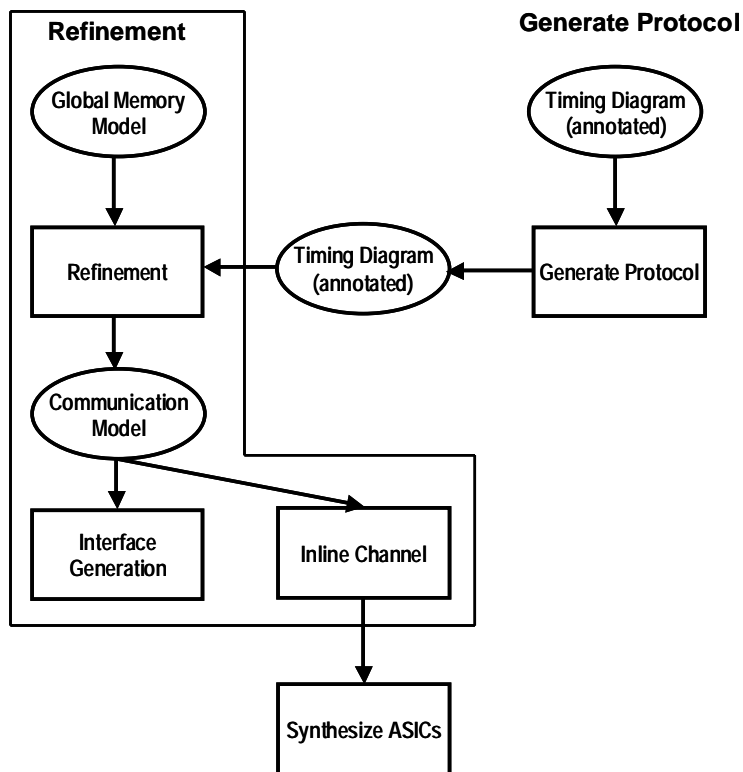 Refinement
Generate Protocol
Global Memory
Model
Timing Diagram
(annotated)
Refinement
Timing Diagram
(annotated)
Generate Protocol
Communication
Model
Interface
Generation
Inline Channel
Synthesize ASICs